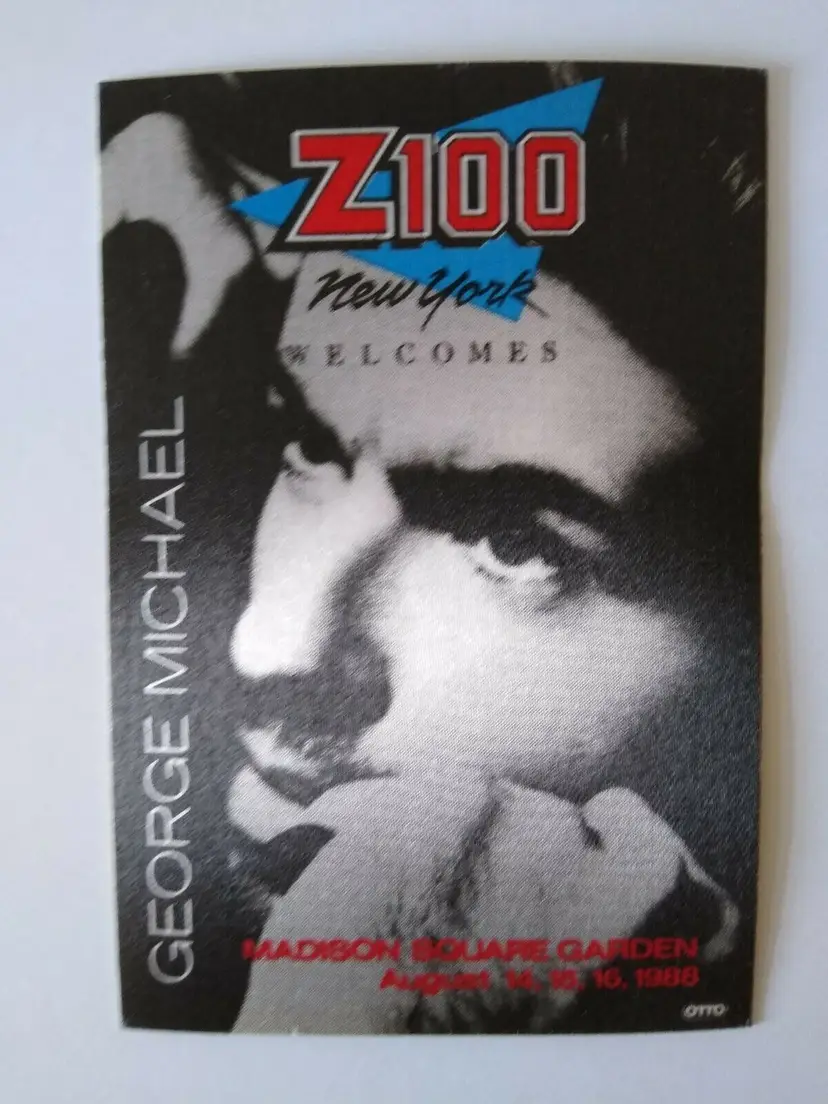 Z100
New York
WELCOMES
GEORGE MICHAEL
MADISON SQUARE GARDEN
August 14, 15, 16, 1988
OTTO